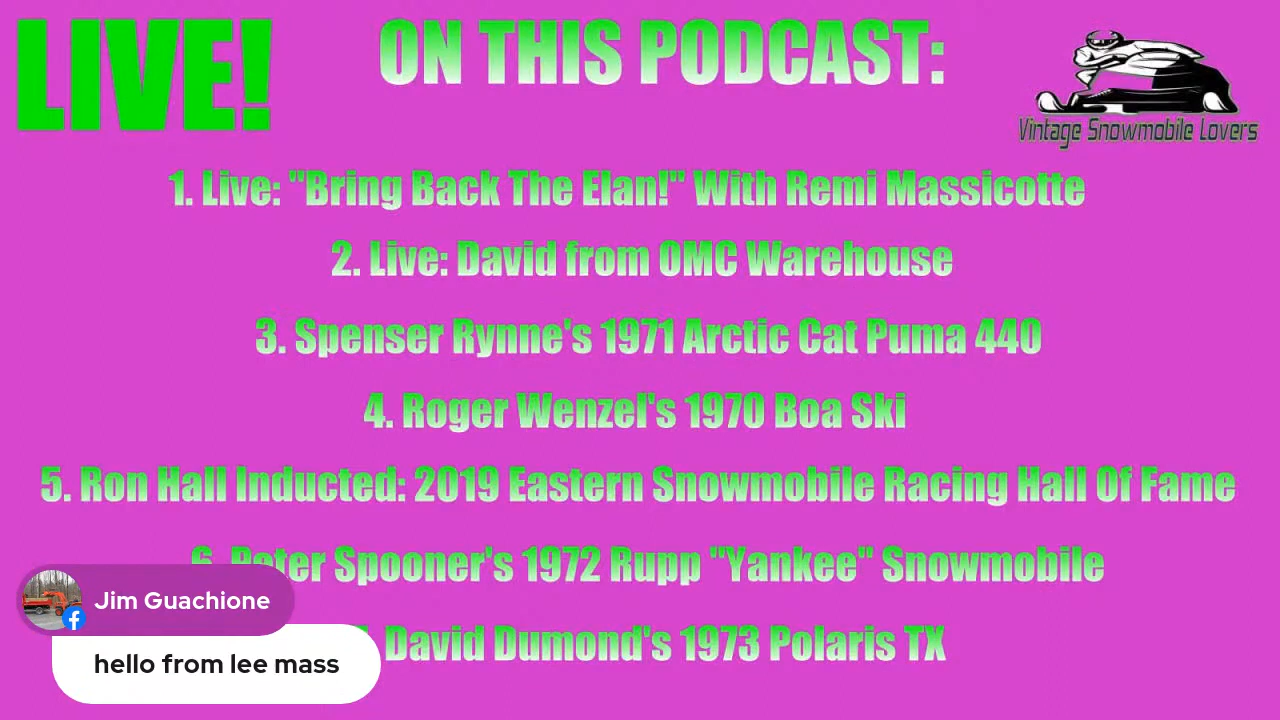 LIVE!
ON THIS PODCAST:
Vintage Snowmobile Lovers
1. Live: "Bring Back The Elan!" With Remi Massicotte
2. Live: David from OMC Warehouse
3. Spenser Rynne's 1971 Arctic Cat Puma 440
4. Roger Wenzel's 1970 Boa Ski
5. Ron Hall Inducted: 2019 Eastern Snowmobile Racing Hall Of Fame
6. Peter Spooner's 1972 Rupp "Yankee" Snowmobile
David Dumond's 1973 Polaris TX
Jim Guachione
hello from lee mass